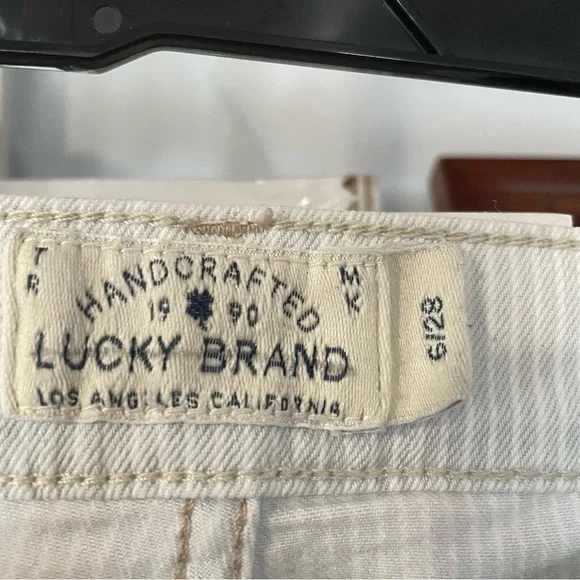 TR MK
HANDCRAFTED
19 90
LUCKY BRAND
LOS ANGELES CALIFORNIA
6/28